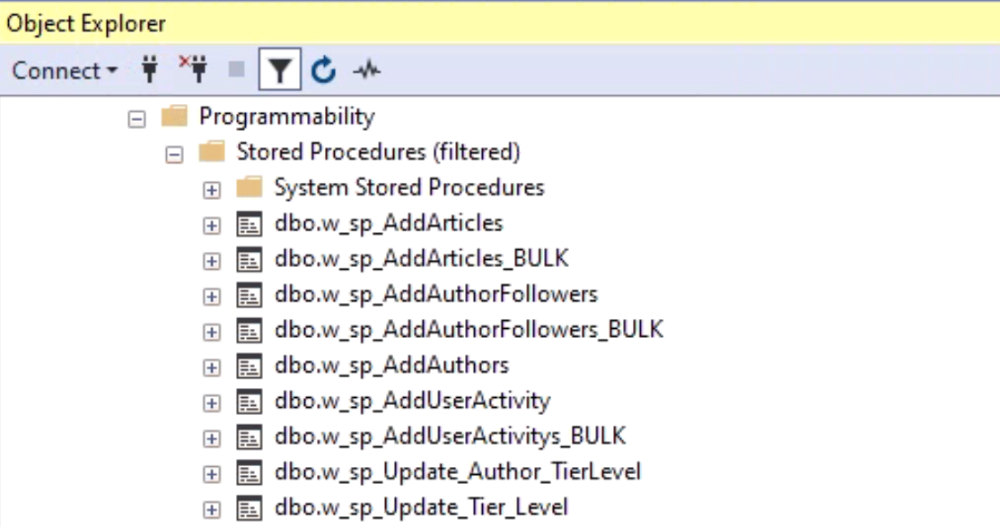 Object Explorer
Connect
Programmability
Stored Procedures (filtered)
System Stored Procedures
dbo.w_sp_AddArticles
dbo.w_sp_AddArticles_BULK
dbo.w_sp_AddAuthorFollowers
dbo.w_sp_AddAuthorFollowers_BULK
dbo.w_sp_AddAuthors
dbo.w_sp_AddUserActivity
dbo.w_sp_AddUserActivitys_BULK
dbo.w_sp_Update_Author_TierLevel
dbo.w_sp_Update_Tier_Level